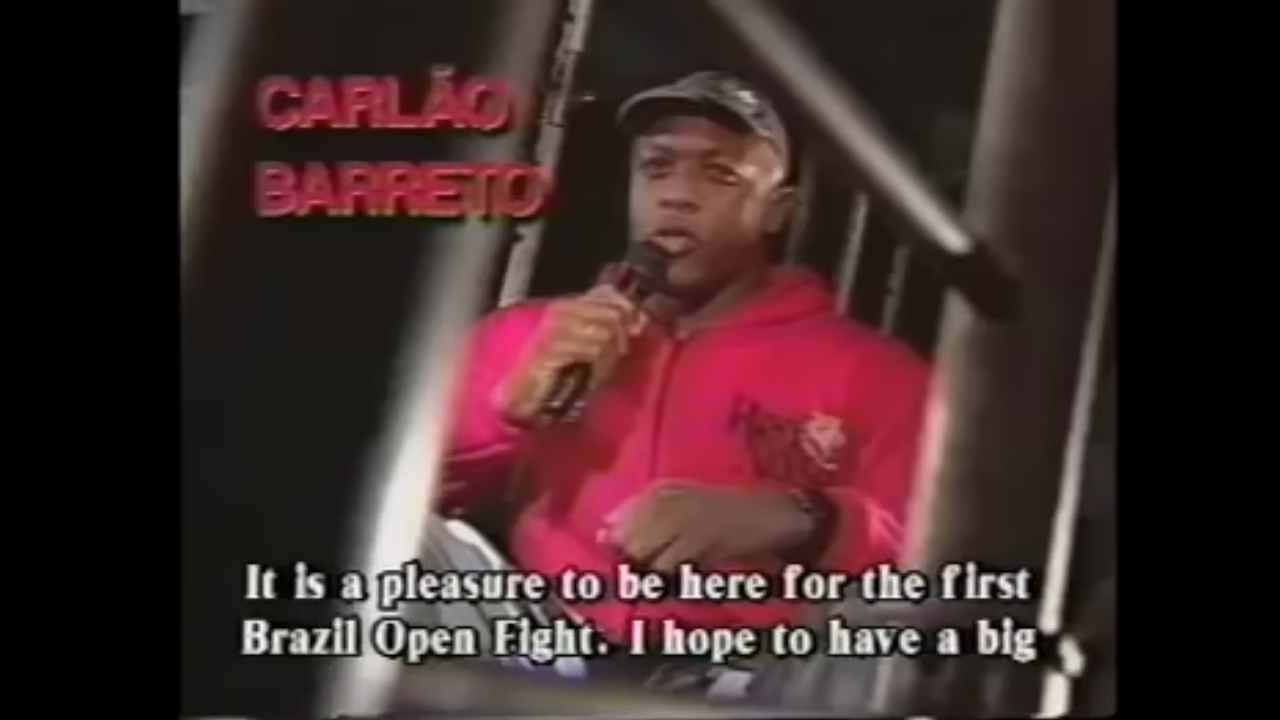 CARLÃO
BARRETO
It is a pleasure to be here for the first
Brazil Open Fight. I hope to have a big